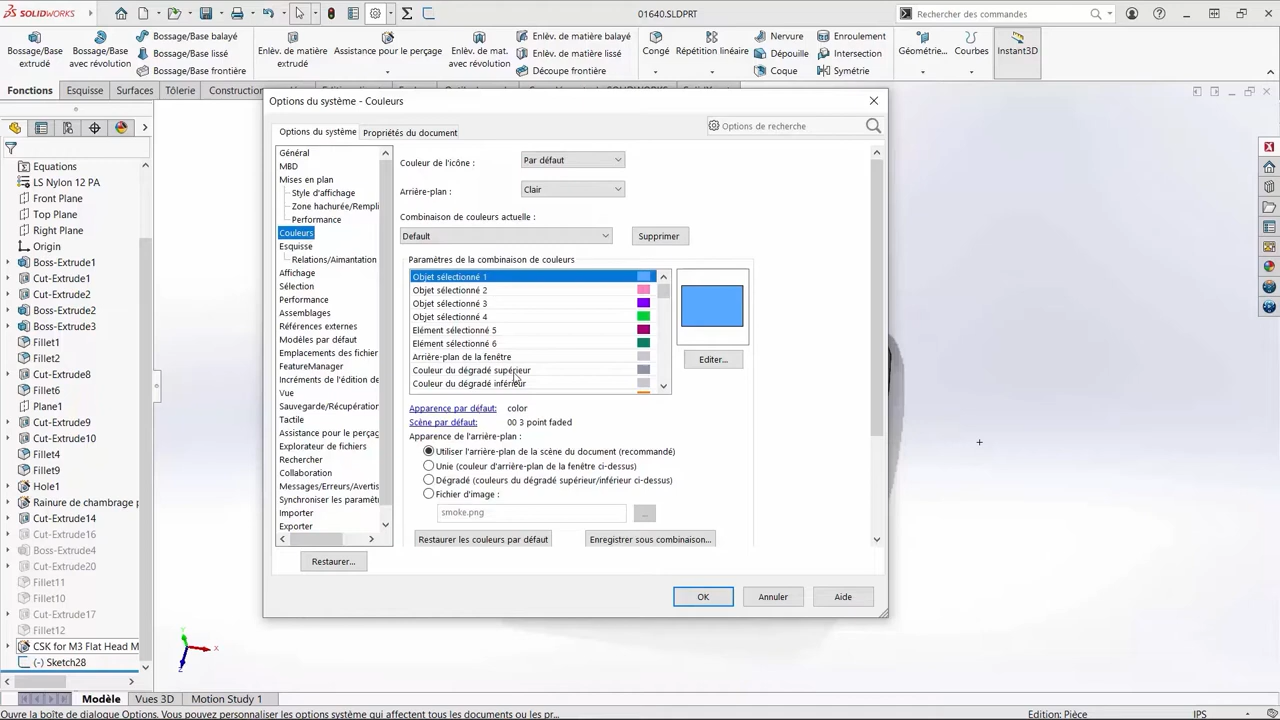 SOLIDWORKS
01640.SLDPRT
Rechercher des commandes
Bossage/Base extrudé
Bossage/Base avec révolution
Bossage/Base balayé
Bossage/Base lissé
Bossage/Base frontière
Enlèv. de matière extrudé
Assistance pour le perçage
Enlèv. de mat. avec révolution
Enlèv. de matière balayé
Enlèv. de matière lissé
Découpe frontière
Congé
Répétition linéaire
Nervure
Dépouille
Coque
Enroulement
Intersection
Symétrie
Géométrie...
Courbes
Instant3D
Fonctions
Esquisse
Surfaces
Tôlerie
Options du système - Couleurs
Options du système
Propriétés du document
Options de recherche
Equations
LS Nylon 12 PA
Front Plane
Top Plane
Right Plane
Origin
Boss-Extrude1
Cut-Extrude1
Cut-Extrude2
Boss-Extrude2
Boss-Extrude3
Fillet1
Fillet2
Cut-Extrude8
Fillet6
Plane1
Cut-Extrude9
Cut-Extrude10
Fillet4
Fillet9
Hole1
Rainure de chambrage p
Cut-Extrude14
Cut-Extrude16
Boss-Extrude4
Cut-Extrude20
Fillet11
Fillet10
Cut-Extrude17
Fillet12
CSK for M3 Flat Head M
(-) Sketch28
Général
MBD
Mises en plan
Style d'affichage
Zone hachurée/Rempli
Performance
Couleurs
Esquisse
Relations/Aimantation
Affichage
Sélection
Performance
Assemblages
Références externes
Modèles par défaut
Emplacements des fichier
FeatureManager
Incréments de l'édition de
Vue
Sauvegarde/Récupération
Tactile
Assistance pour le perçag
Explorateur de fichiers
Rechercher
Collaboration
Messages/Erreurs/Avertis
Synchroniser les paramèt
Importer
Exporter
Restaurer...
Couleur de l'icône :
Par défaut
Arrière-plan :
Clair
Combinaison de couleurs actuelle :
Default
Supprimer
Paramètres de la combinaison de couleurs
Objet sélectionné 1
Objet sélectionné 2
Objet sélectionné 3
Objet sélectionné 4
Elément sélectionné 5
Elément sélectionné 6
Arrière-plan de la fenêtre
Couleur du dégradé supérieur
Couleur du dégradé inférieur
Editer...
Apparence par défaut: color
Scène par défaut: 00 3 point faded
Apparence de l'arrière-plan :
Utiliser l'arrière-plan de la scène du document (recommandé)
Unie (couleur d'arrière-plan de la fenêtre ci-dessus)
Dégradé (couleurs du dégradé supérieur/inférieur ci-dessus)
Fichier d'image :
smoke.png
...
Restaurer les couleurs par défaut
Enregistrer sous combinaison...
OK
Annuler
Aide
Y
X
Z
Modèle
Vues 3D
Motion Study 1
Ouvre la boîte de dialogue Options. Vous pouvez personnaliser les options système qui affectent tous les documents ou les pr...
Edition: Pièce
IPS